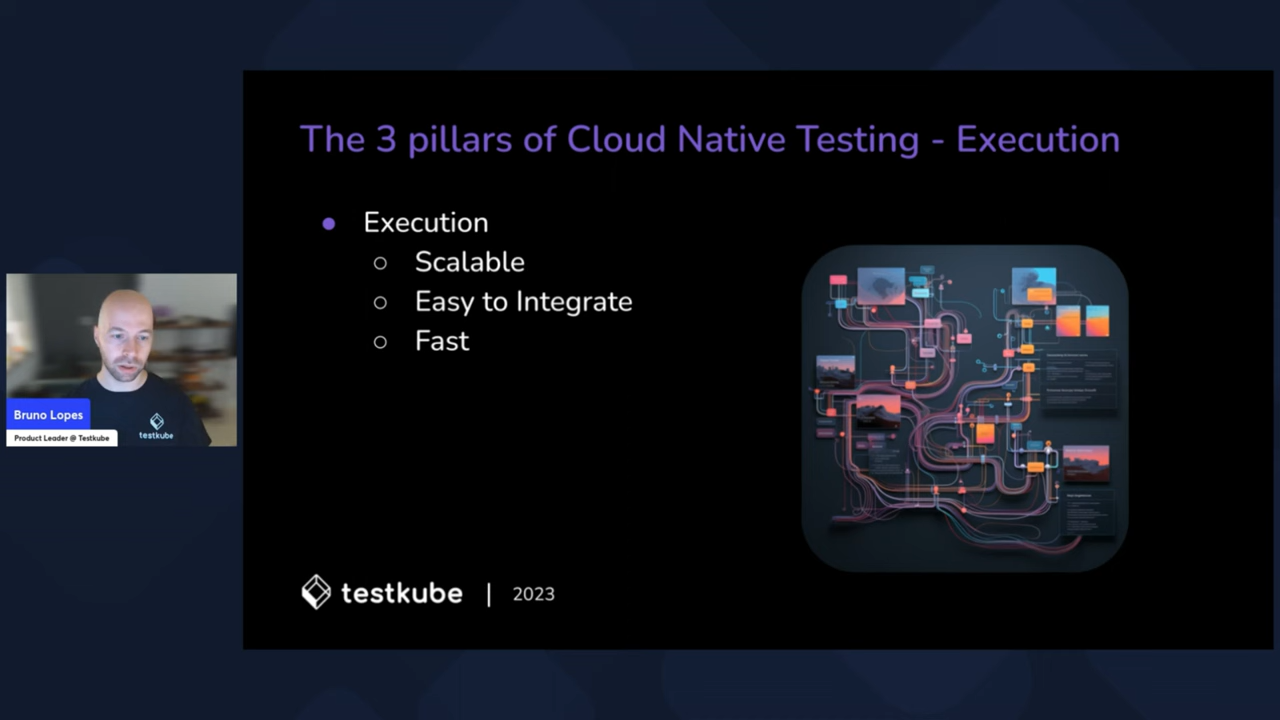 The 3 pillars of Cloud Native Testing - Execution
Execution
Scalable
Easy to Integrate
Fast
Bruno Lopes
Product Leader @ Testkube
testkube
testkube | 2023